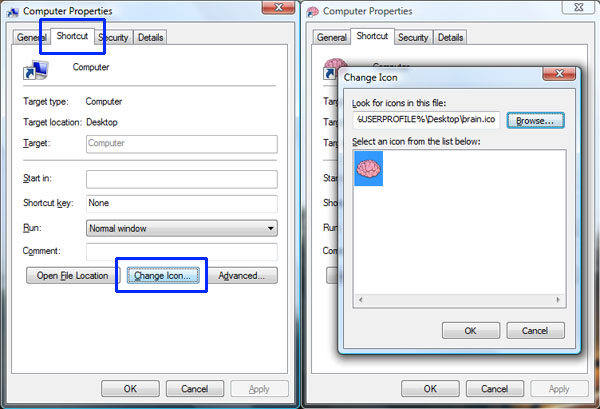 Computer Properties
General Shortcut Security Details
Computer
Target type: Computer
Target location: Desktop
Target: Computer
Start in:
Shortcut key: None
Run: Normal window
Comment:
Open File Location Change Icon... Advanced...
OK Cancel Apply
Computer Properties
General Shortcut Security Details
Run:
Change Icon
Look for icons in this file:
%USERPROFILE%\Desktop\brain.ico Browse...
Select an icon from the list below:
OK Cancel
OK Cancel Apply